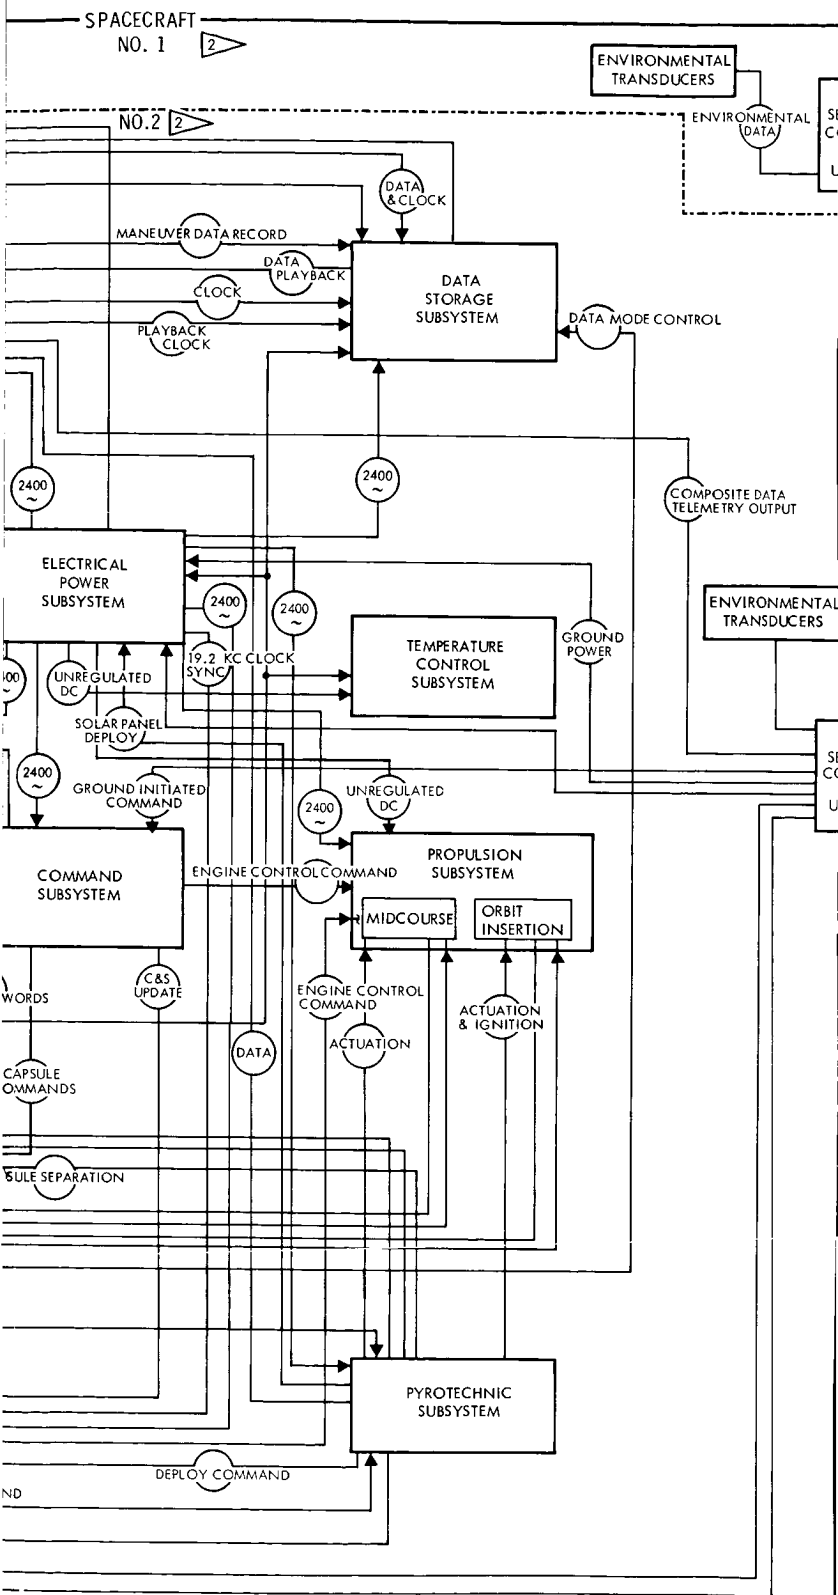 SPACECRAFT
NO. 1 2
ENVIRONMENTAL
TRANSDUCERS
NO.2 2
ENVIRONMENTAL
DATA
DATA
& CLOCK
MANEUVER DATA RECORD
DATA
PLAYBACK
DATA
STORAGE
SUBSYSTEM
CLOCK
PLAYBACK
CLOCK
DATA MODE CONTROL
2400
~
2400
~
COMPOSITE DATA
TELEMETRY OUTPUT
ELECTRICAL
POWER
SUBSYSTEM
2400
~
2400
~
ENVIRONMENTAL
TRANSDUCERS
GROUND
POWER
TEMPERATURE
CONTROL
SUBSYSTEM
19.2 KC CLOCK
SYNC
UNREGULATED
DC
SOLAR PANEL
DEPLOY
2400
~
GROUND INITIATED
COMMAND
UNREGULATED
DC
2400
~
COMMAND
SUBSYSTEM
ENGINE CONTROL COMMAND
PROPULSION
SUBSYSTEM
MIDCOURSE
ORBIT
INSERTION
C&S
UPDATE
WORDS
ENGINE CONTROL
COMMAND
ACTUATION
& IGNITION
DATA
ACTUATION
CAPSULE
OMMANDS
SULE SEPARATION
PYROTECHNIC
SUBSYSTEM
DEPLOY COMMAND
ND